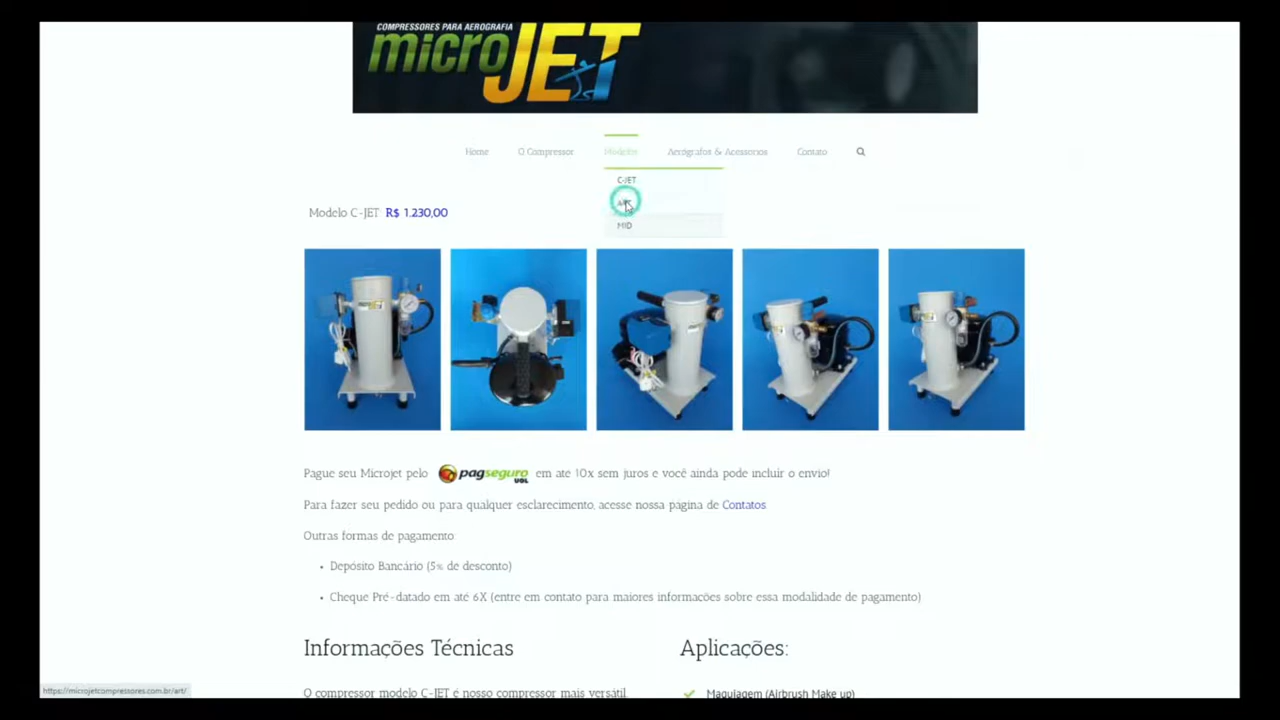 COMPRESSORES PARA AEROGRAFIA
microJET
Home O Compressor Modelos Aerógrafos & Acessorios Contato
C-JET
ART
MID
Modelo C-JET: R$ 1.230,00
Pague seu Microjet pelo pagseguro UOL em até 10x sem juros e você ainda pode incluir o envio!
Para fazer seu pedido ou para qualquer esclarecimento, acesse nossa pagina de Contatos
Outras formas de pagamento:
• Depósito Bancário (5% de desconto)
• Cheque Pré-datado em até 6X (entre em contato para maiores informações sobre essa modalidade de pagamento)
Informações Técnicas
Aplicações:
O compressor modelo C-JET é nosso compressor mais versátil,
Maquiagem (Airbrush Make up)
https://microjetcompressores.com.br/art/